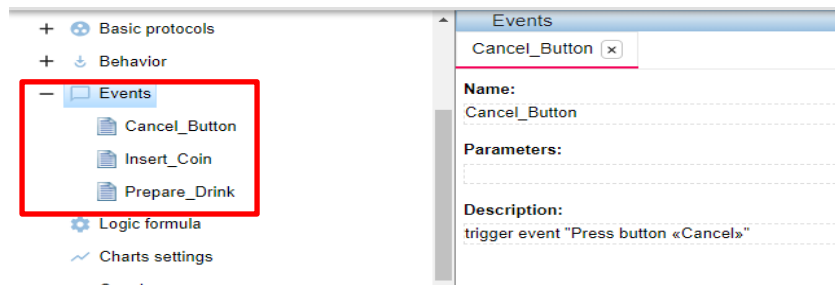 Basic protocols
Behavior
Events
Cancel_Button
Insert_Coin
Prepare_Drink
Logic formula
Charts settings
Events
Cancel_Button
Name:
Cancel_Button
Parameters:
Description:
trigger event "Press button «Cancel»"